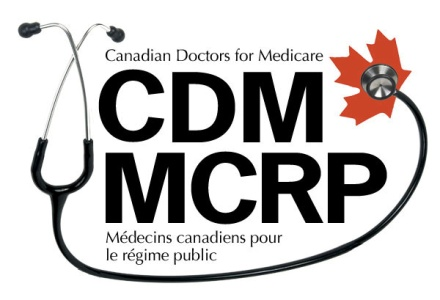 Canadian Doctors for Medicare
CDM
MCRP
Médecins canadiens pour
le régime public